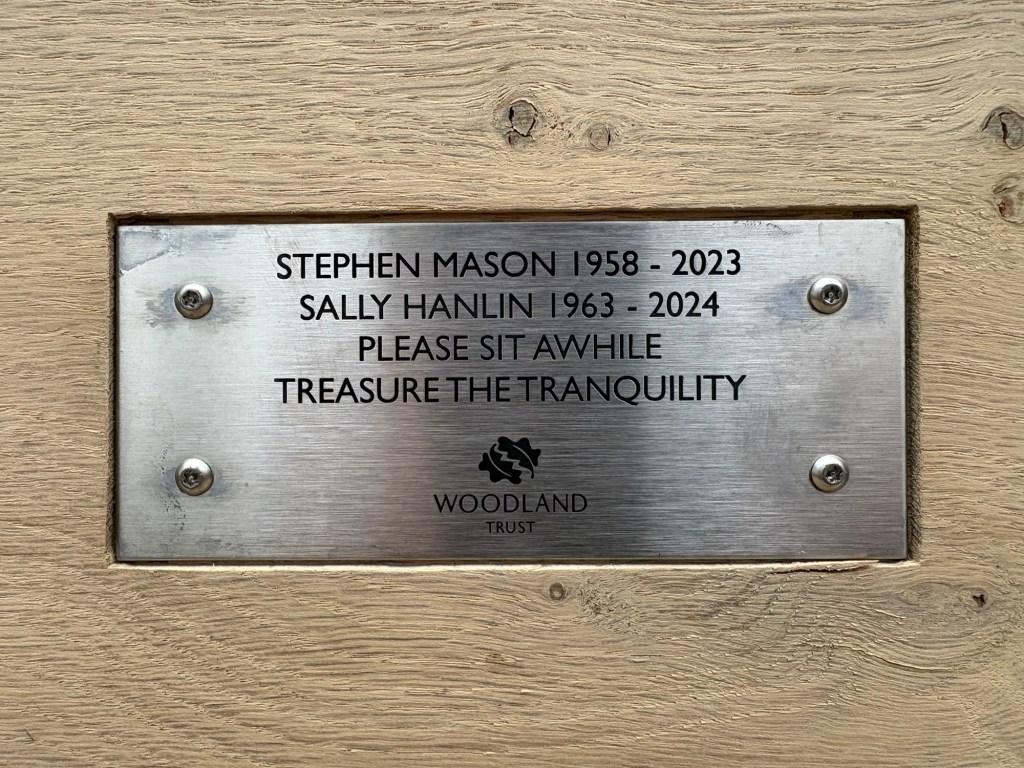 STEPHEN MASON 1958 - 2023
SALLY HANLIN 1963 - 2024
PLEASE SIT AWHILE
TREASURE THE TRANQUILITY
WOODLAND
TRUST